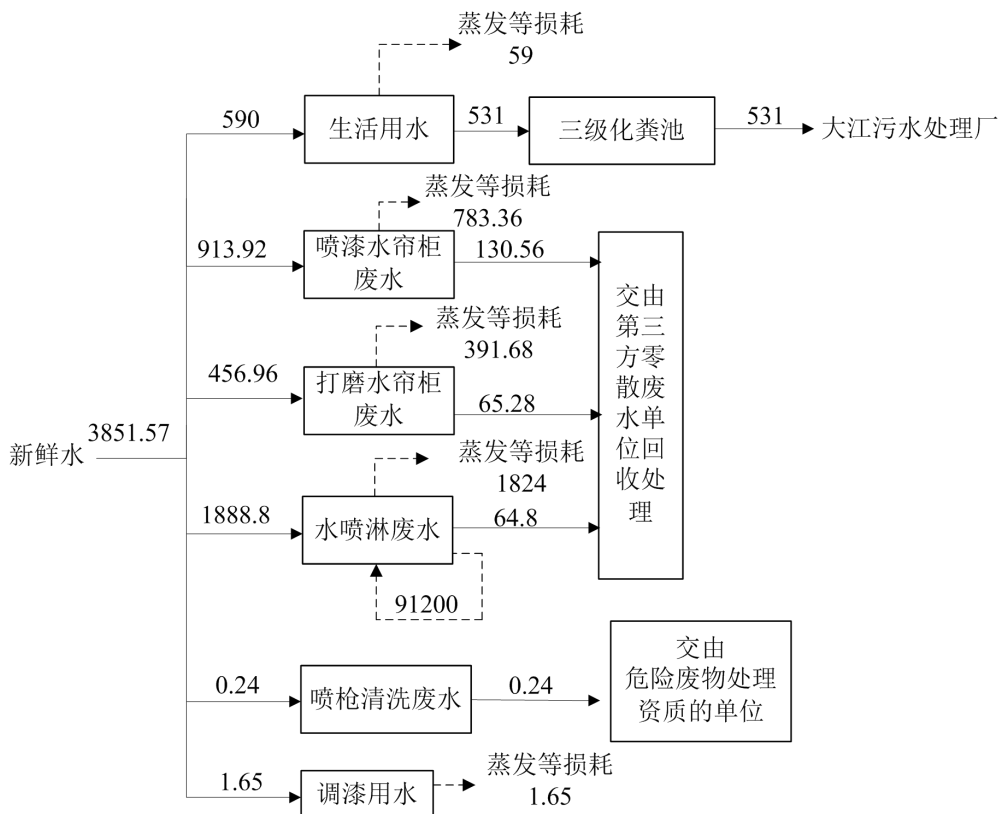 蒸发等损耗
59
590
生活用水
531
三级化粪池
531
大江污水处理厂
蒸发等损耗
783.36
913.92
喷漆水帘柜
废水
130.56
交由
第三
方零
散废
水单
位回
收处
理
蒸发等损耗
391.68
456.96
打磨水帘柜
废水
65.28
新鲜水
3851.57
蒸发等损耗
1824
1888.8
水喷淋废水
64.8
91200
0.24
喷枪清洗废水
0.24
交由
危险废物处理
资质的单位
1.65
调漆用水
蒸发等损耗
1.65